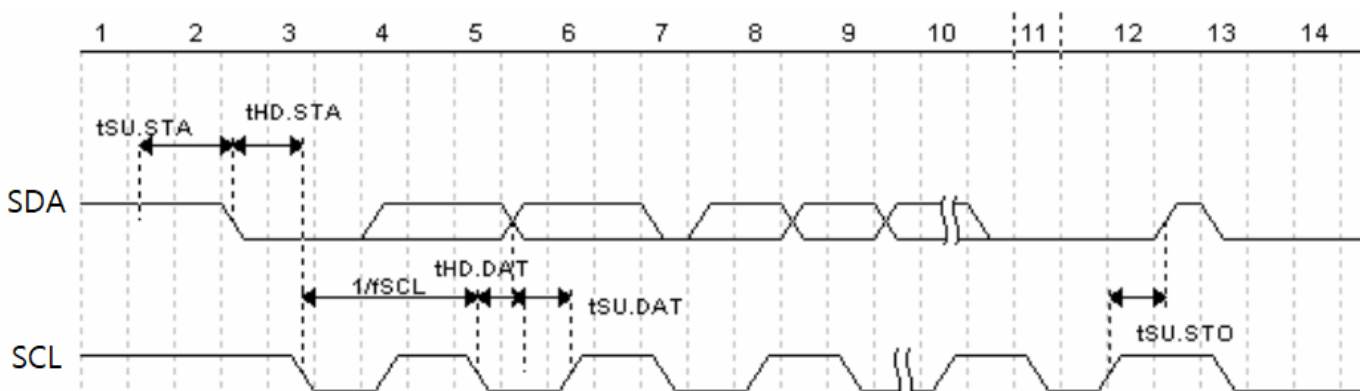 1 2 3 4 5 6 7 8 9 10 11 12 13 14
tHD.STA
tSU.STA
SDA
tHD.DAT
1/fSCL
tSU.DAT
tSU.STO
SCL